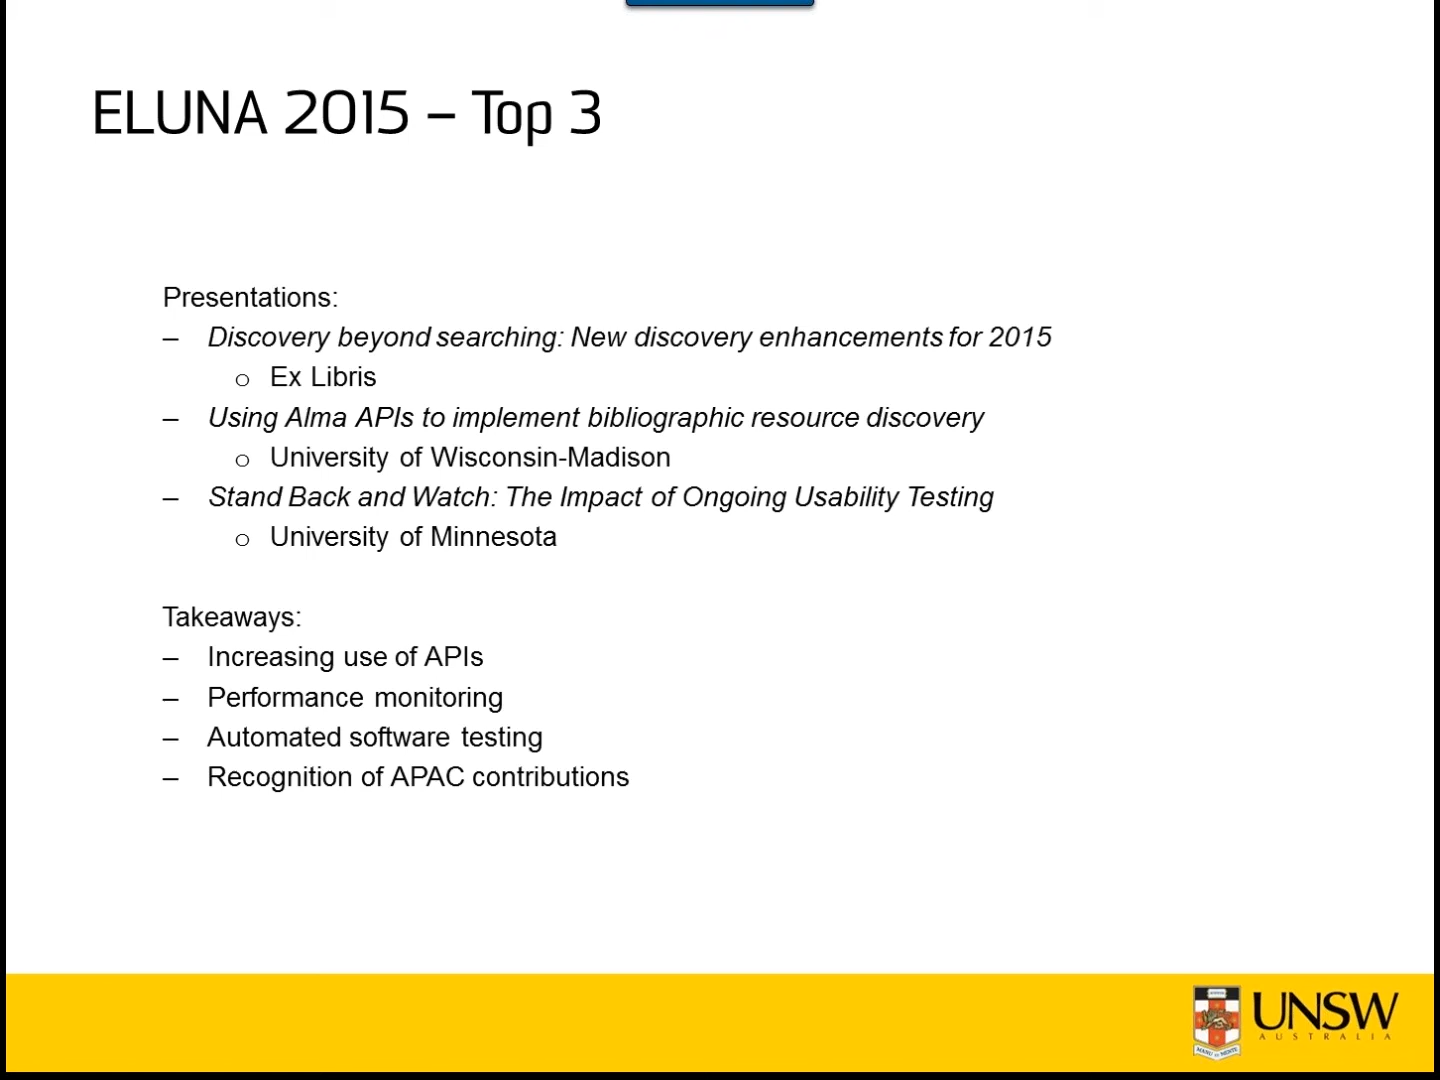 ELUNA 2015 – Top 3
Presentations:
– Discovery beyond searching: New discovery enhancements for 2015
o Ex Libris
– Using Alma APIs to implement bibliographic resource discovery
o University of Wisconsin-Madison
– Stand Back and Watch: The Impact of Ongoing Usability Testing
o University of Minnesota
Takeaways:
– Increasing use of APIs
– Performance monitoring
– Automated software testing
– Recognition of APAC contributions
UNSW
AUSTRALIA